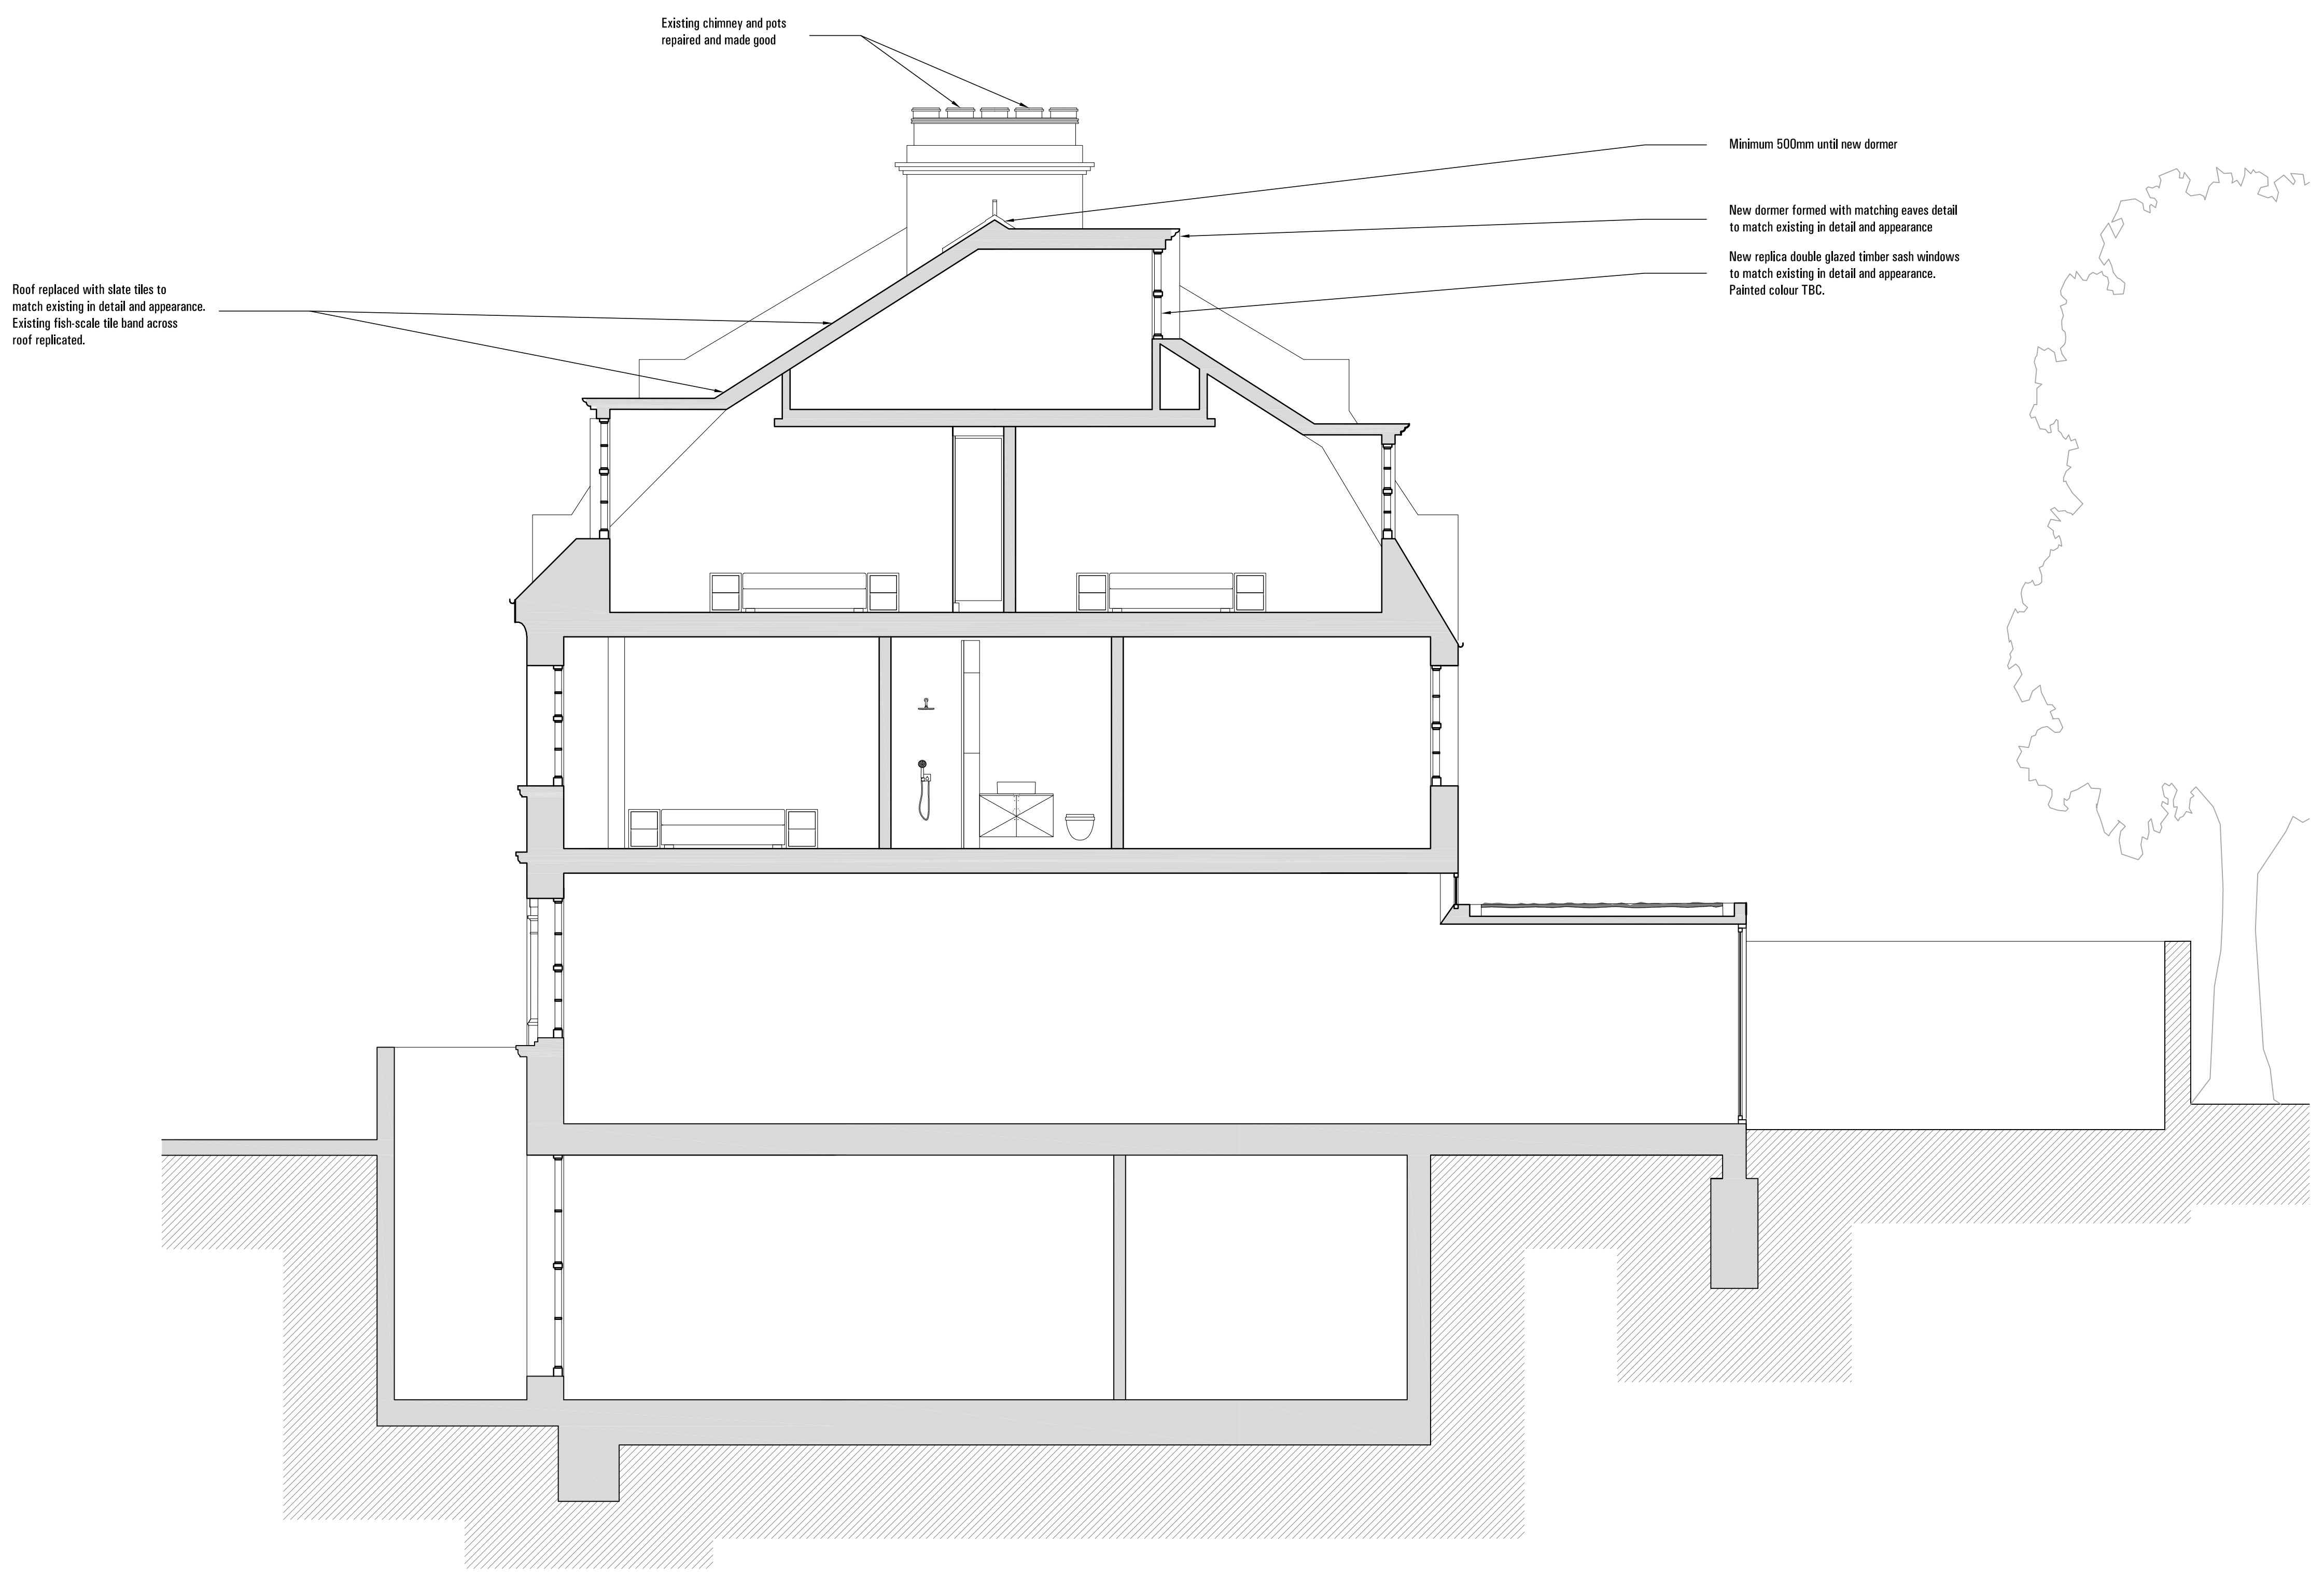 Existing chimney and pots
repaired and made good
Minimum 500mm until new dormer
New dormer formed with matching eaves detail
to match existing in detail and appearance
New replica double glazed timber sash windows
to match existing in detail and appearance.
Painted colour TBC.
Roof replaced with slate tiles to
match existing in detail and appearance.
Existing fish-scale tile band across
roof replicated.